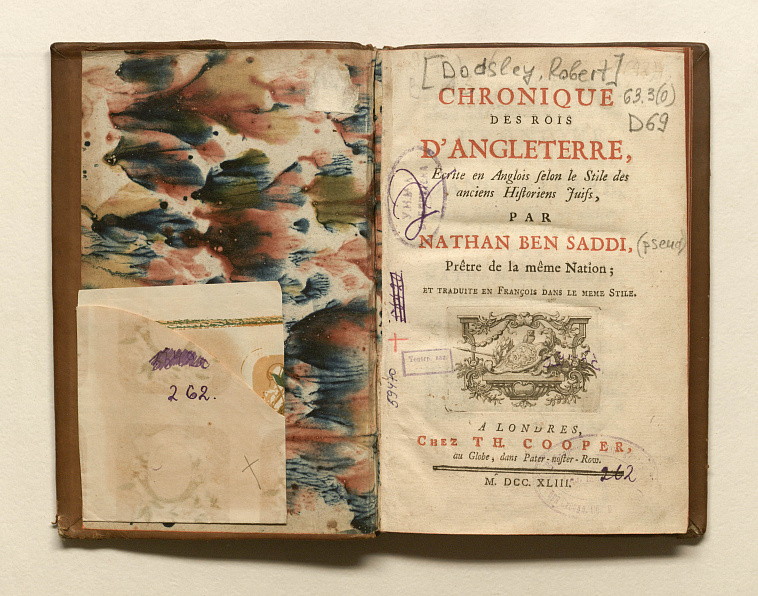 262.
[Dodsley, Robert]
CHRONIQUE
63.3(0)
DES ROIS
D69
D'ANGLETERRE,
Ecrite en Anglois ſelon le Stile des
anciens Hiſtoriens Juifs,
PAR
NATHAN BEN SADDI,
(pseud)
Prêtre de la même Nation;
ET TRADUITE EN FRANÇOIS DANS LE MEME STILE.
59470
A LONDRES,
CHEZ TH. COOPER,
au Globe, dans Pater-noſter-Row.
262
M. DCC. XLIII.